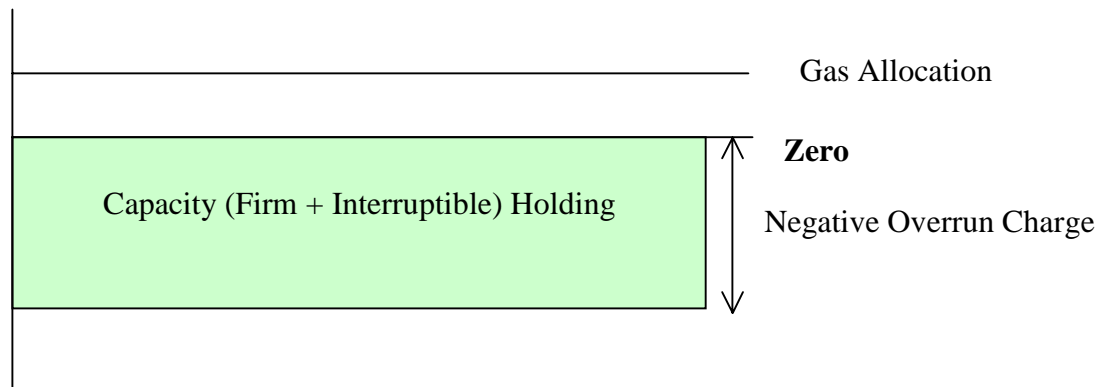 Gas Allocation
Zero
Capacity (Firm + Interruptible) Holding
Negative Overrun Charge